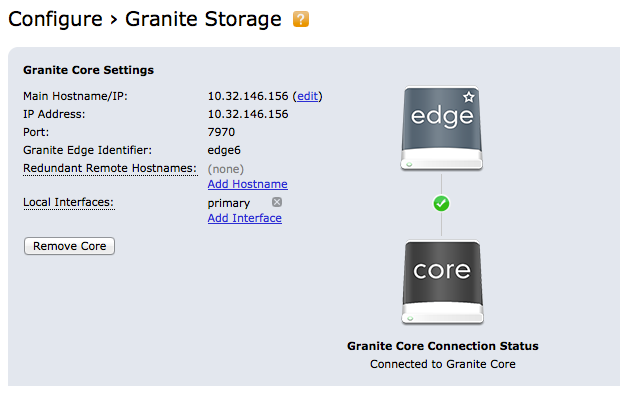 Configure › Granite Storage ?
Granite Core Settings
Main Hostname/IP: 10.32.146.156 (edit)
IP Address: 10.32.146.156
Port: 7970
Granite Edge Identifier: edge6
Redundant Remote Hostnames: (none)
Add Hostname
Local Interfaces: primary
Add Interface
Remove Core
edge
core
Granite Core Connection Status
Connected to Granite Core